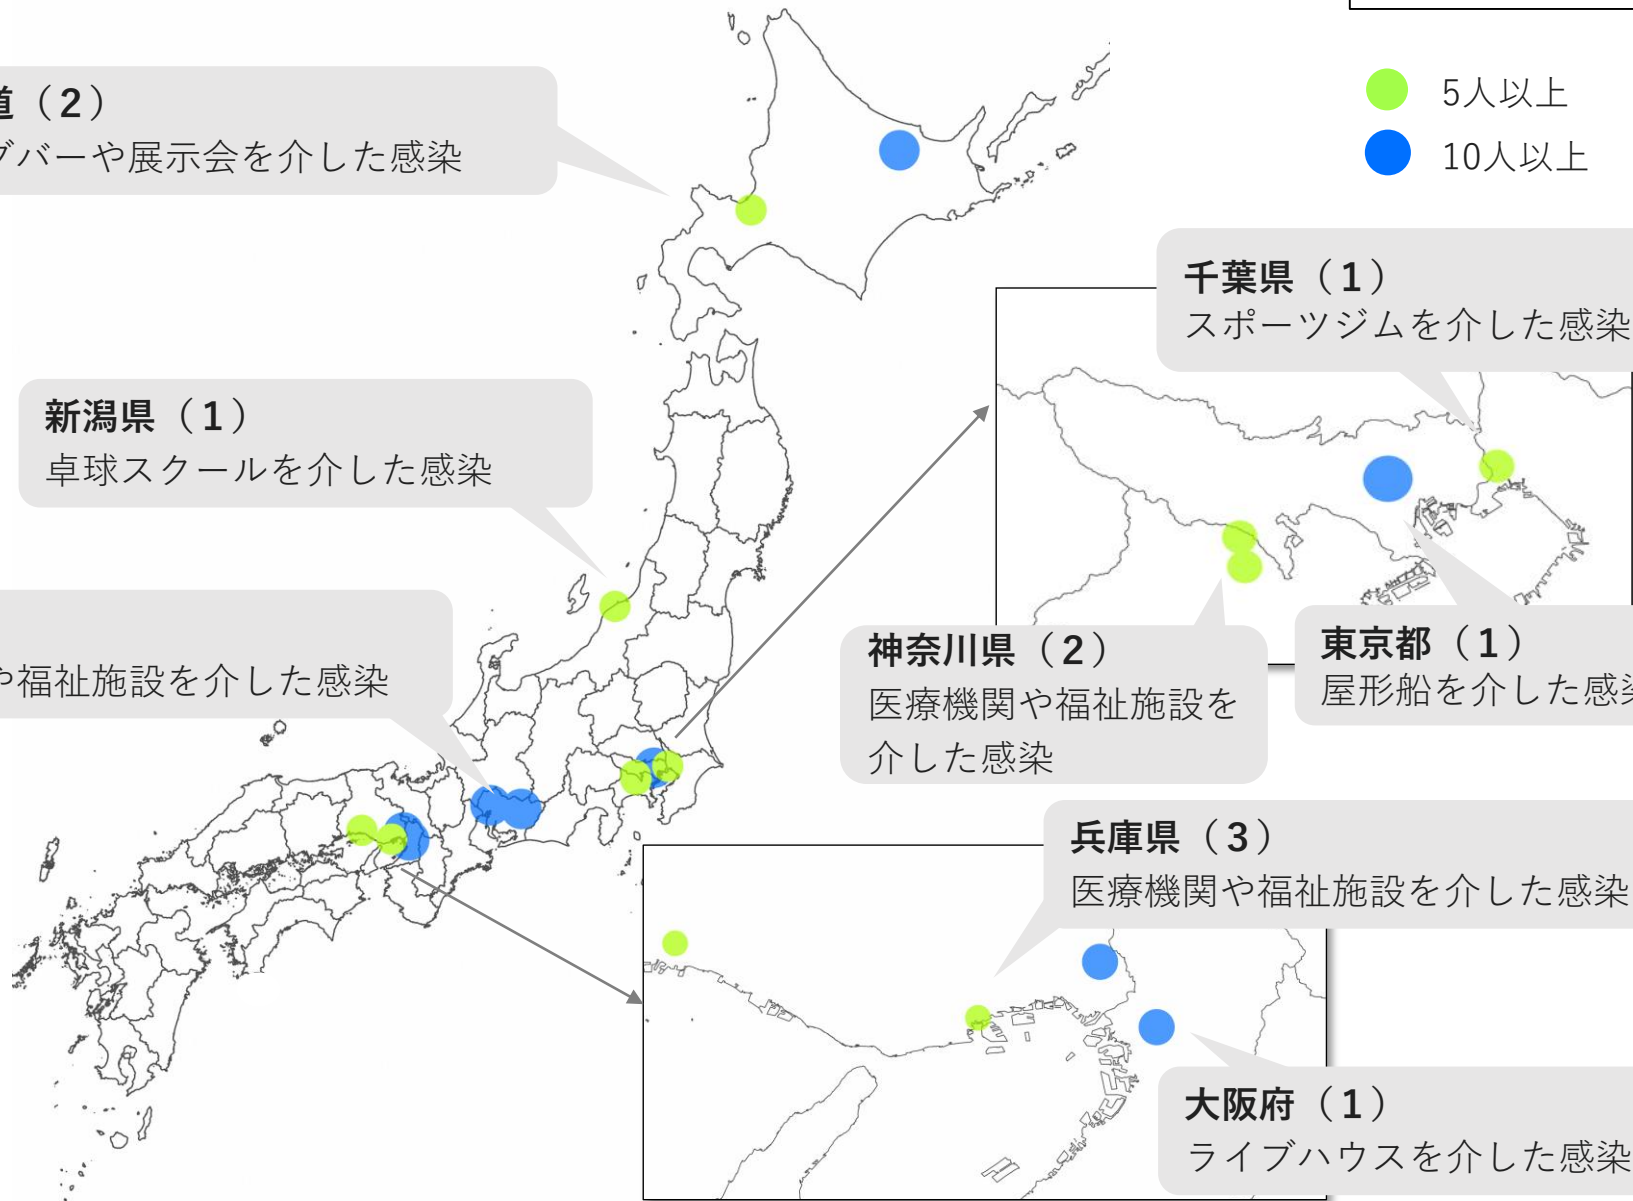 道（2）
バーや展示会を介した感染
5人以上
10人以上
千葉県（1）
スポーツジムを介した感染
新潟県（1）
卓球スクールを介した感染
や福祉施設を介した感染
神奈川県（2）
医療機関や福祉施設を
介した感染
東京都（1）
屋形船を介した感染
兵庫県（3）
医療機関や福祉施設を介した感染
大阪府（1）
ライブハウスを介した感染